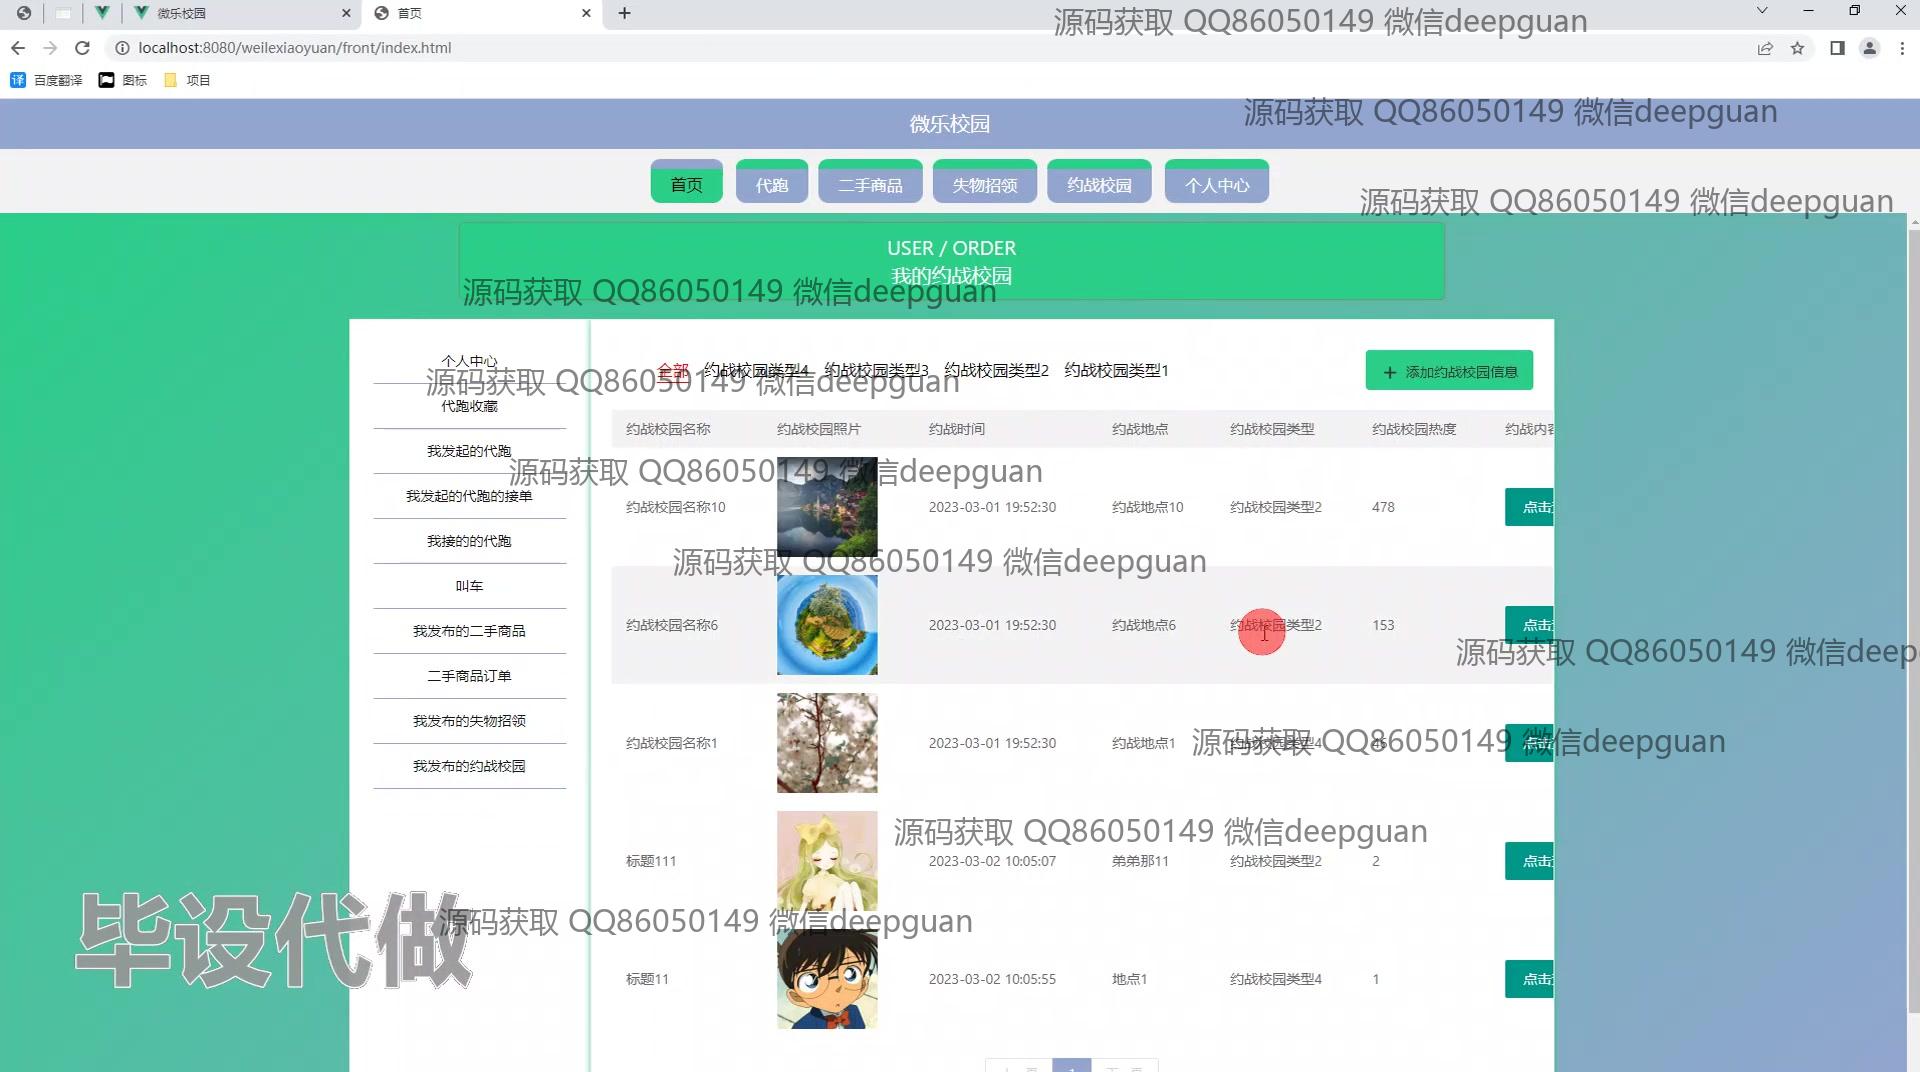 微乐校园
首页
源码获取 QQ86050149 微信deepguan
localhost:8080/weilexiaoyuan/front/index.html
百度翻译
图标
项目
微乐校园
源码获取 QQ86050149 微信deepguan
首页 代跑 二手商品 失物招领 约战校园 个人中心
源码获取 QQ86050149 微信deepguan
USER / ORDER
我的约战校园
源码获取 QQ86050149 微信deepguan
个人中心
代跑收藏
我发起的代跑
我发起的代跑的接单
我接的的代跑
叫车
我发布的二手商品
二手商品订单
我发布的失物招领
我发布的约战校园
全部 约战校园类型4 约战校园类型3 约战校园类型2 约战校园类型1
+ 添加约战校园信息
源码获取 QQ86050149 微信deepguan
约战校园名称 约战校园照片 约战时间 约战地点 约战校园类型 约战校园热度 约战内容
源码获取 QQ86050149 微信deepguan
约战校园名称10 2023-03-01 19:52:30 约战地点10 约战校园类型2 478 点击
源码获取 QQ86050149 微信deepguan
约战校园名称6 2023-03-01 19:52:30 约战地点6 约战校园类型2 153 点击
源码获取 QQ86050149 微信deep
约战校园名称1 2023-03-01 19:52:30 约战地点1 约战校园类型4 46 点击
源码获取 QQ86050149 微信deepguan
源码获取 QQ86050149 微信deepguan
标题111 2023-03-02 10:05:07 弟弟那11 约战校园类型2 2 点击
源码获取 QQ86050149 微信deepguan
毕设代做
标题11 2023-03-02 10:05:55 地点1 约战校园类型4 1 点击